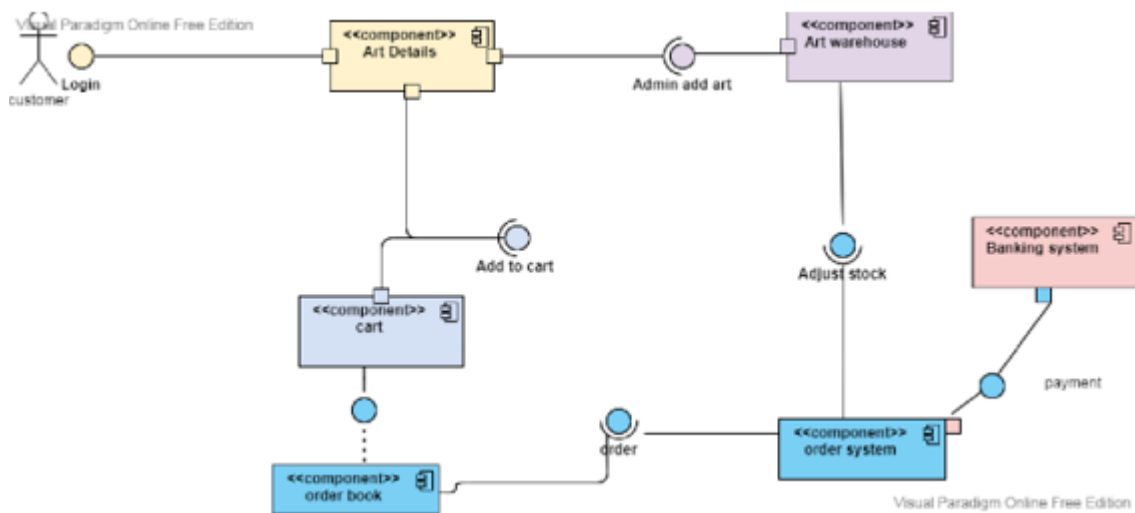 Visual Paradigm Online Free Edition
<<component>>
Art Details
<<component>>
Art warehouse
Login
customer
Admin add art
<<component>>
Banking system
Add to cart
Adjust stock
<<component>>
cart
payment
<<component>>
order system
order
<<component>>
order book
Visual Paradigm Online Free Edition